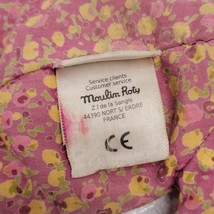 Service clients
Customer service
Moulin Roty
Z.I de la Sangle
44390 NORT S/ ERDRE
FRANCE
CE